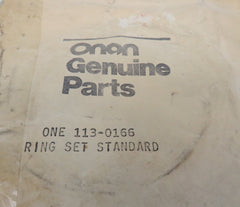 onan
Genuine
Parts
ONE 113-0166
RING SET STANDARD